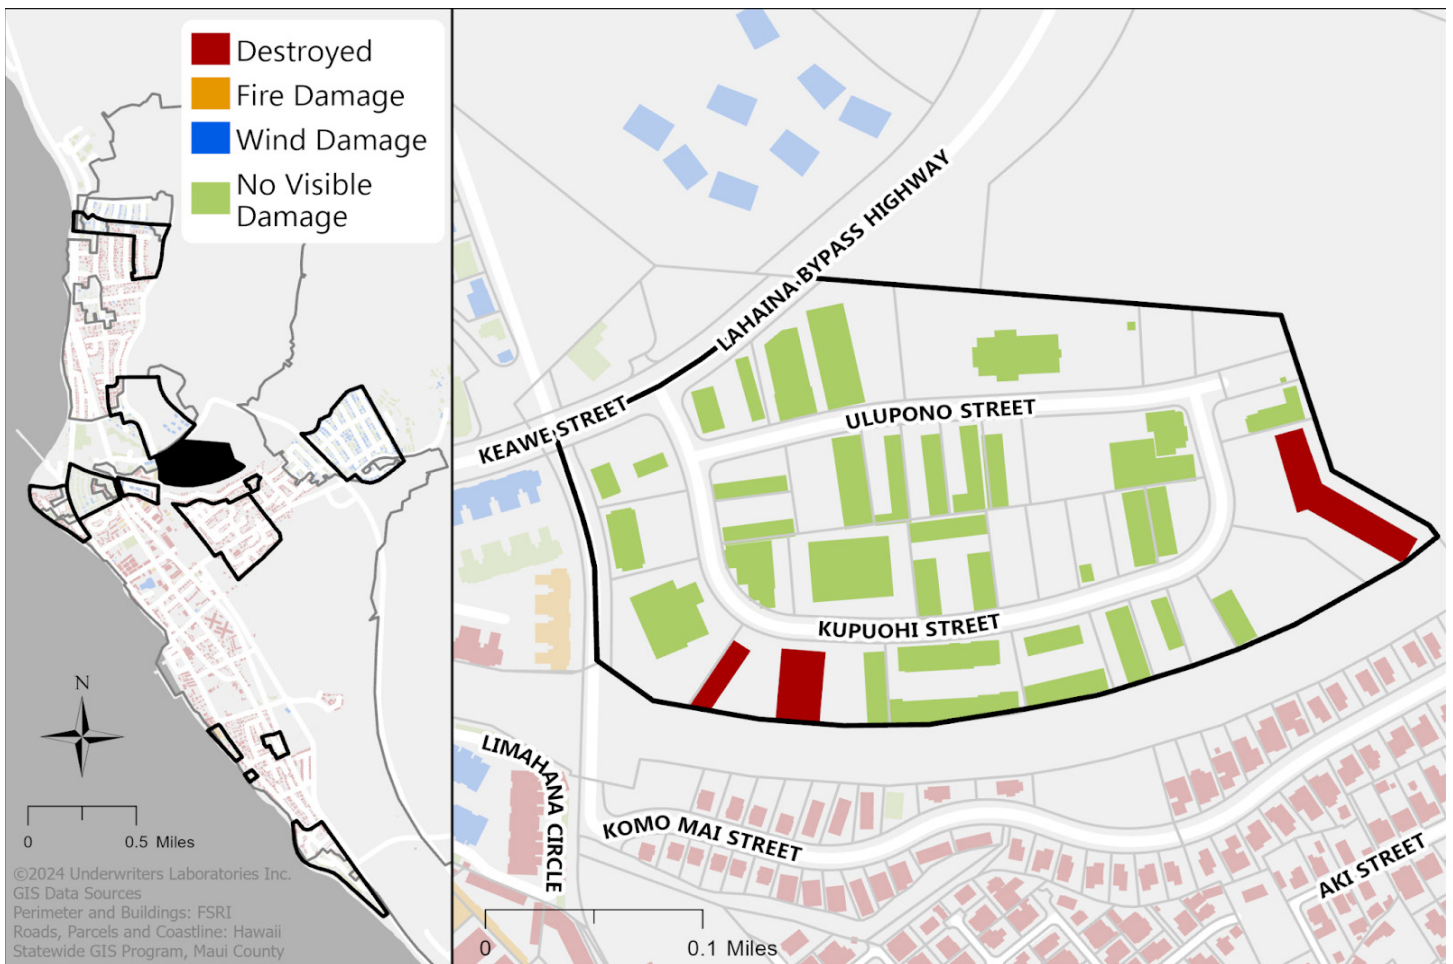 Destroyed
Fire Damage
Wind Damage
No Visible
Damage
N
0 0.5 Miles
©2024 Underwriters Laboratories Inc.
GIS Data Sources
Perimeter and Buildings: FSRI
Roads, Parcels and Coastline: Hawaii
Statewide GIS Program, Maui County
LAHAINA BYPASS HIGHWAY
KEAWE STREET
ULUPONO STREET
KUPUOHI STREET
LIMAHANA CIRCLE
KOMO MAI STREET
AKI STREET
0 0.1 Miles